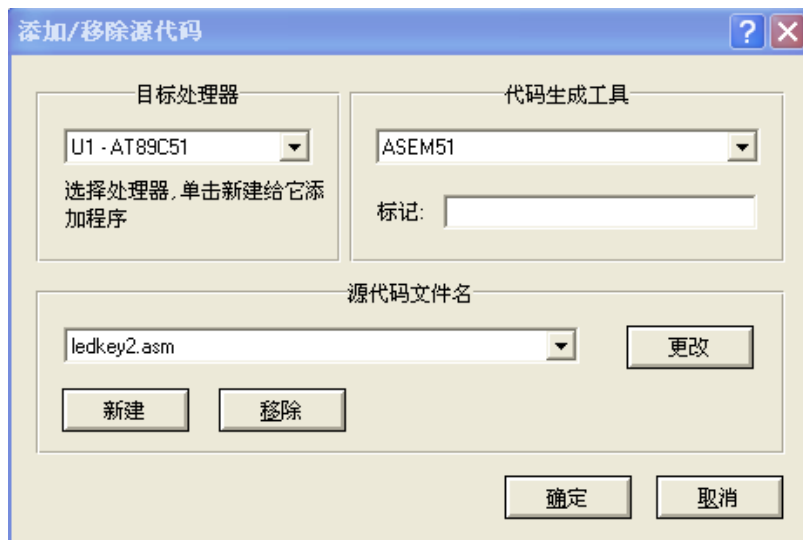 添加/移除源代码
目标处理器
代码生成工具
U1 - AT89C51
ASEM51
选择处理器,单击新建给它添
加程序
标记:
源代码文件名
ledkey2.asm
更改
新建
移除
确定
取消